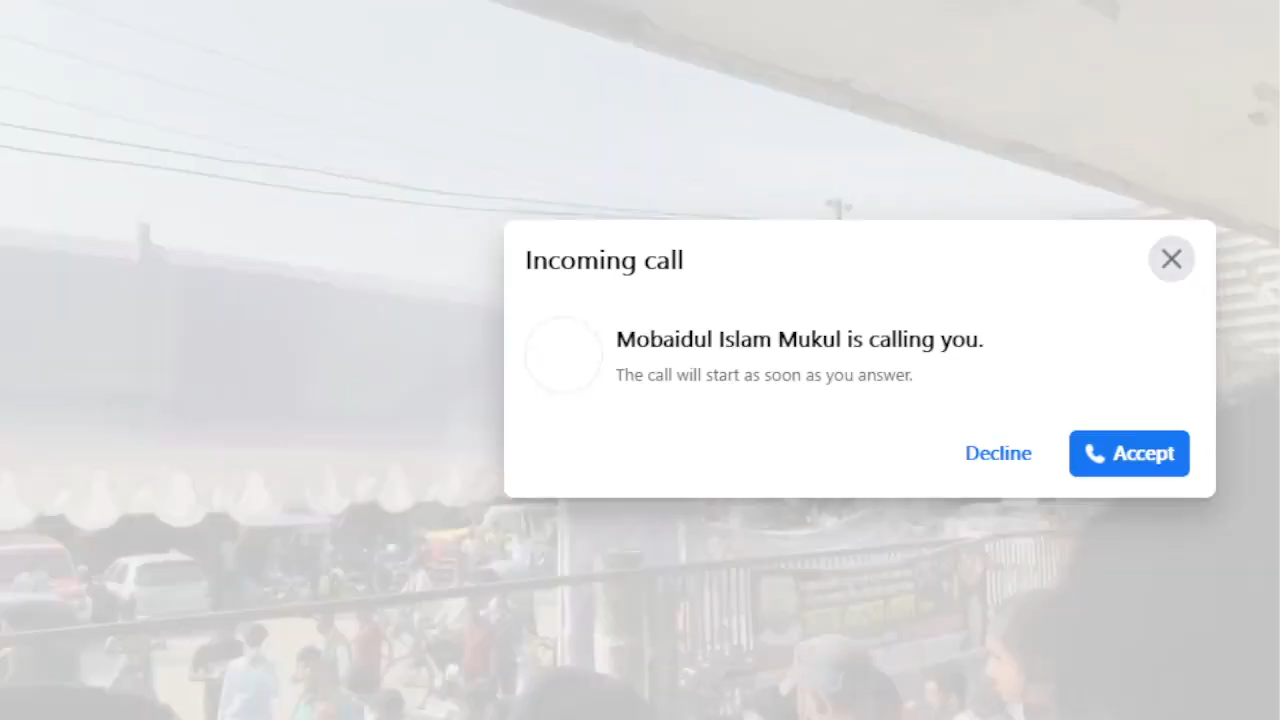 Incoming call
Mobaidul Islam Mukul is calling you.
The call will start as soon as you answer.
Decline
Accept